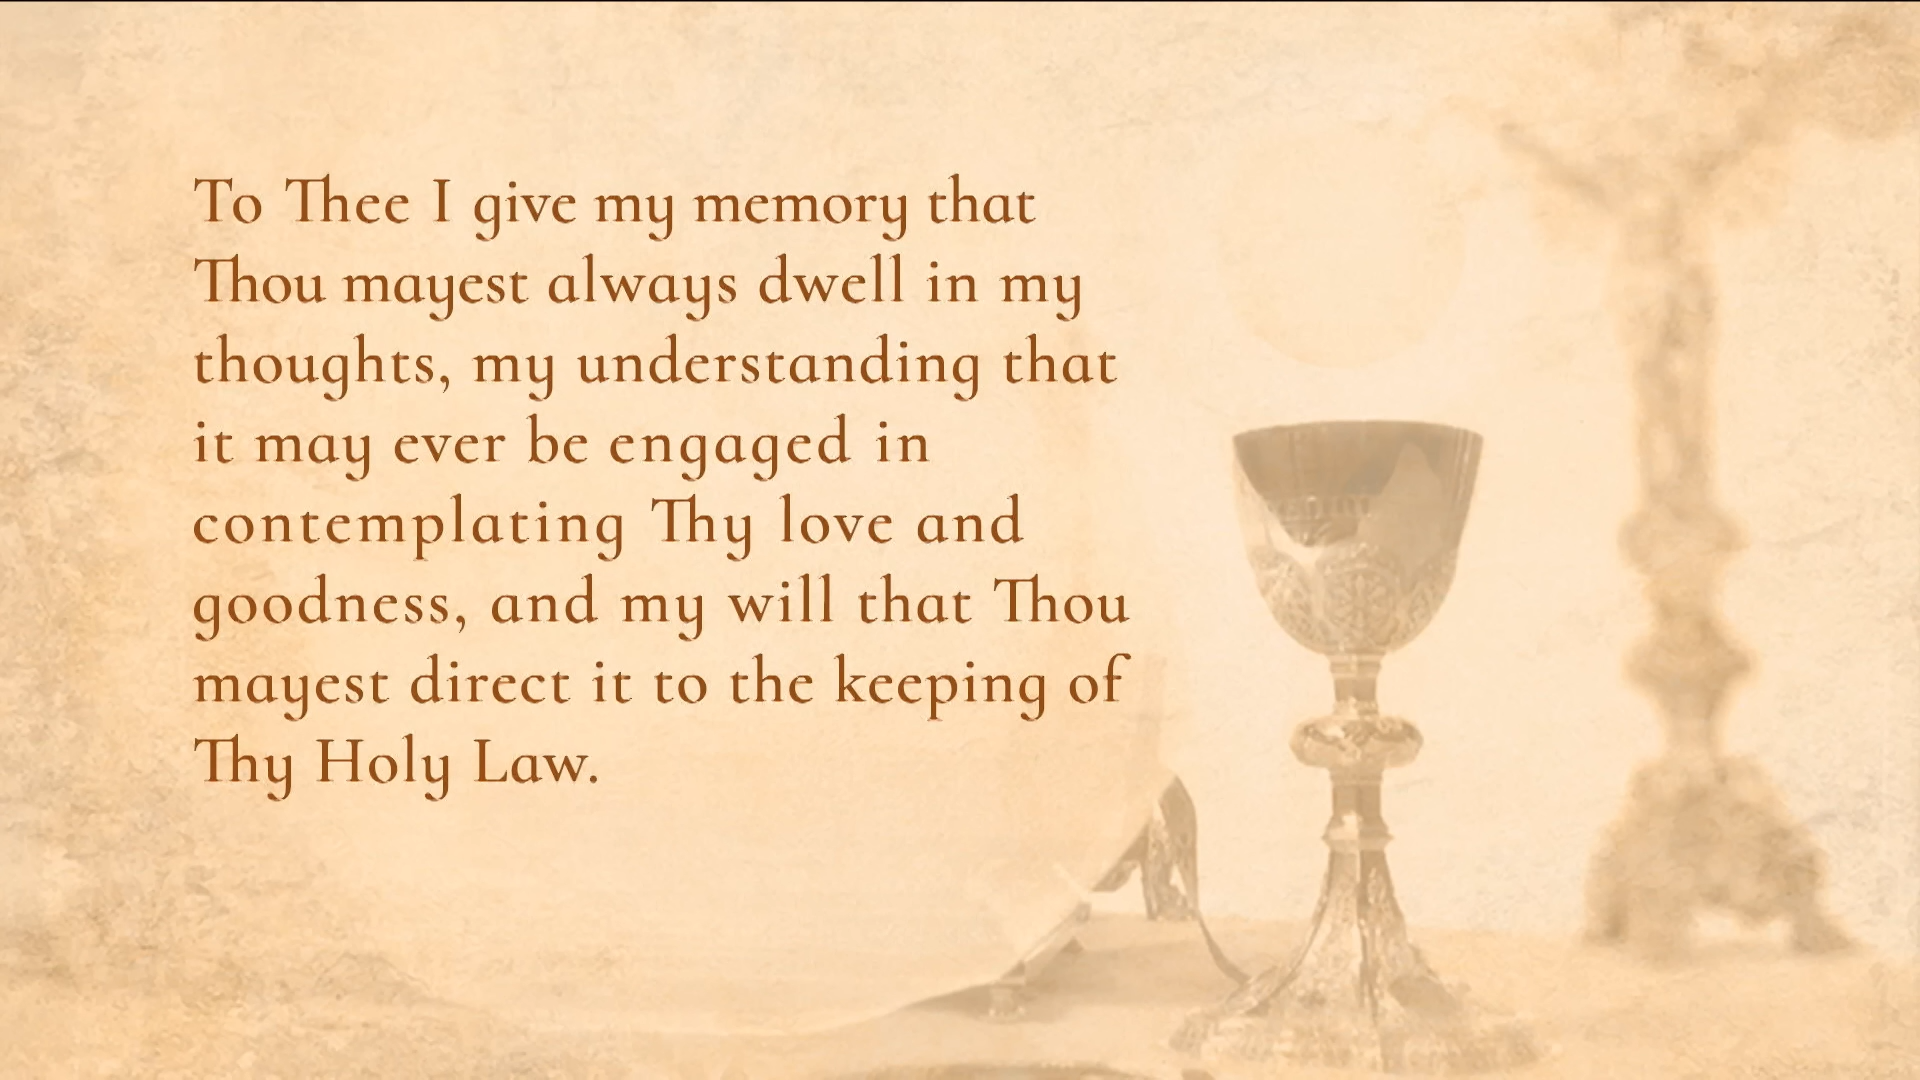 To Thee I give my memory that
Thou mayest always dwell in my
thoughts, my understanding that
it may ever be engaged in
contemplating Thy love and
goodness, and my will that Thou
mayest direct it to the keeping of
Thy Holy Law.